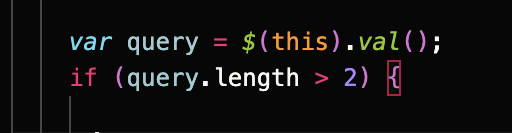 var query = $(this).val();
if (query.length > 2) {